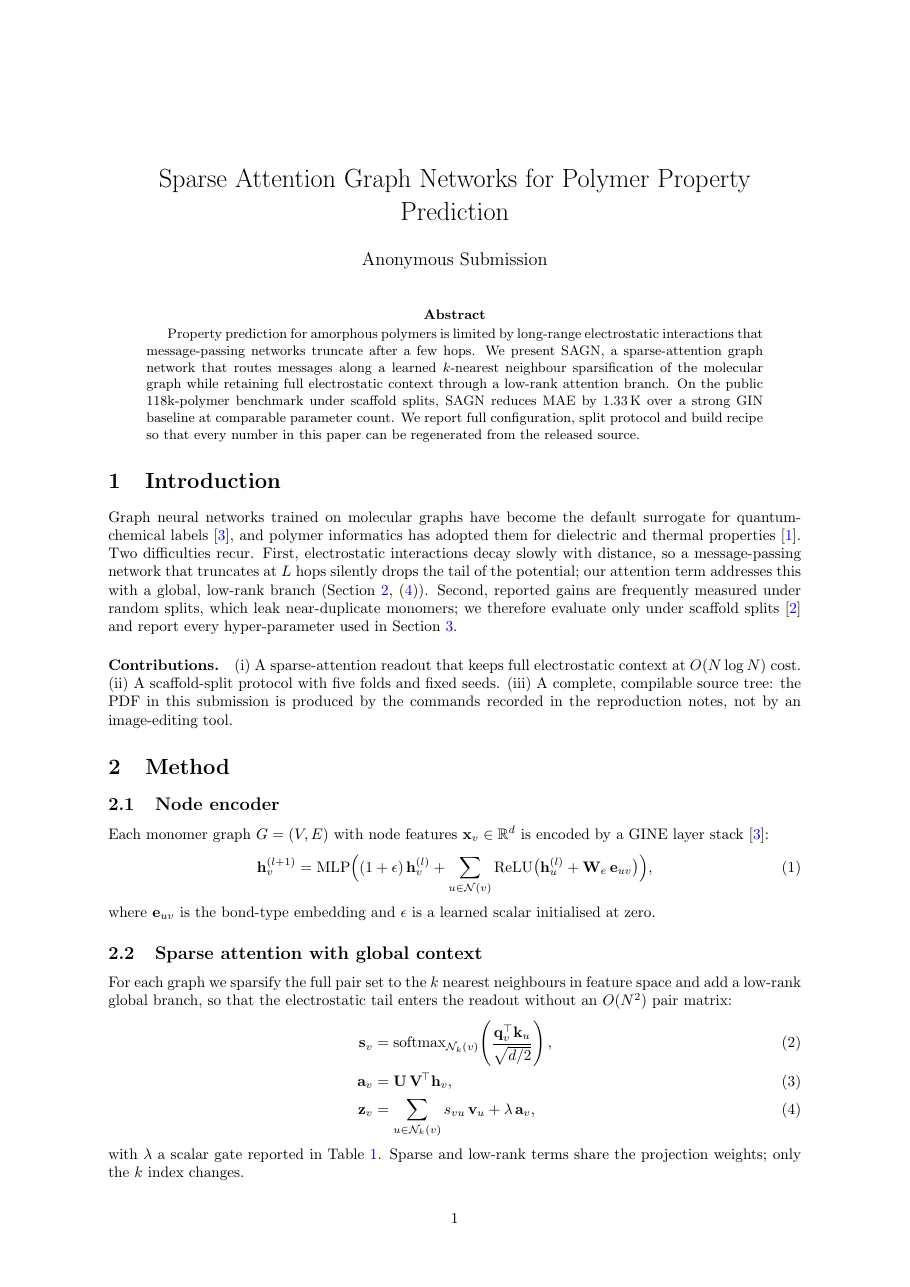 Sparse Attention Graph Networks for Polymer Property
Prediction
Anonymous Submission
Abstract
Property prediction for amorphous polymers is limited by long-range electrostatic interactions that
message-passing networks truncate after a few hops. We present SAGN, a sparse-attention graph
network that routes messages along a learned k-nearest neighbour sparsification of the molecular
graph while retaining full electrostatic context through a low-rank attention branch. On the public
118k-polymer benchmark under scaffold splits, SAGN reduces MAE by 1.33 K over a strong GIN
baseline at comparable parameter count. We report full configuration, split protocol and build recipe
so that every number in this paper can be regenerated from the released source.
1 Introduction
Graph neural networks trained on molecular graphs have become the default surrogate for quantum-
chemical labels [3], and polymer informatics has adopted them for dielectric and thermal properties [1].
Two difficulties recur. First, electrostatic interactions decay slowly with distance, so a message-passing
network that truncates at L hops silently drops the tail of the potential; our attention term addresses this
with a global, low-rank branch (Section 2, (4)). Second, reported gains are frequently measured under
random splits, which leak near-duplicate monomers; we therefore evaluate only under scaffold splits [2]
and report every hyper-parameter used in Section 3.
Contributions. (i) A sparse-attention readout that keeps full electrostatic context at O(N log N) cost.
(ii) A scaffold-split protocol with five folds and fixed seeds. (iii) A complete, compilable source tree: the
PDF in this submission is produced by the commands recorded in the reproduction notes, not by an
image-editing tool.
2 Method
2.1 Node encoder
Each monomer graph G = (V, E) with node features x_v ∈ ℝ^d is encoded by a GINE layer stack [3]:
h_v^{(l+1)} = MLP((1 + ϵ) h_v^{(l)} + ∑_{u∈𝒩(v)} ReLU(h_u^{(l)} + W_e e_{uv})), (1)
where e_{uv} is the bond-type embedding and ϵ is a learned scalar initialised at zero.
2.2 Sparse attention with global context
For each graph we sparsify the full pair set to the k nearest neighbours in feature space and add a low-rank
global branch, so that the electrostatic tail enters the readout without an O(N²) pair matrix:
s_v = softmax_{𝒩_k(v)}(q_v^⊤ k_u / √(d/2)), (2)
a_v = U V^⊤ h_v, (3)
z_v = ∑_{u∈𝒩_k(v)} s_{vu} v_u + λ a_v, (4)
with λ a scalar gate reported in Table 1. Sparse and low-rank terms share the projection weights; only
the k index changes.
1